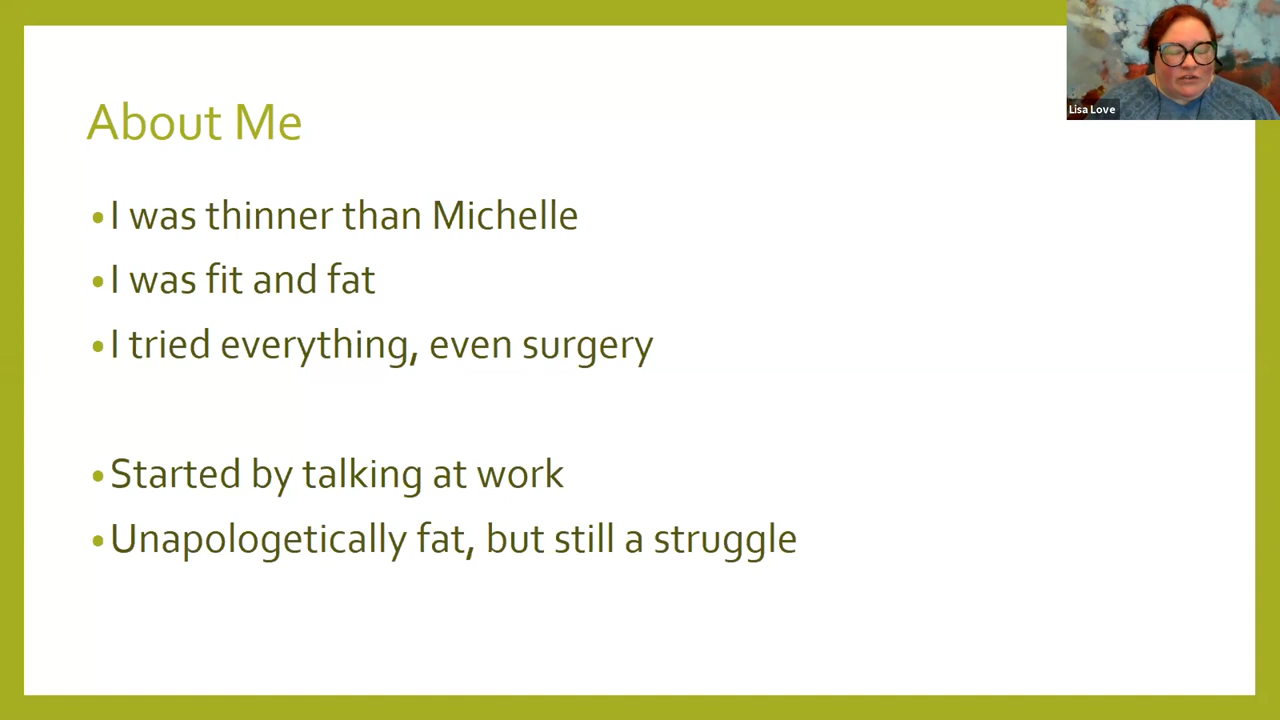 Lisa Love
About Me
•I was thinner than Michelle
•I was fit and fat
•I tried everything, even surgery
•Started by talking at work
•Unapologetically fat, but still a struggle